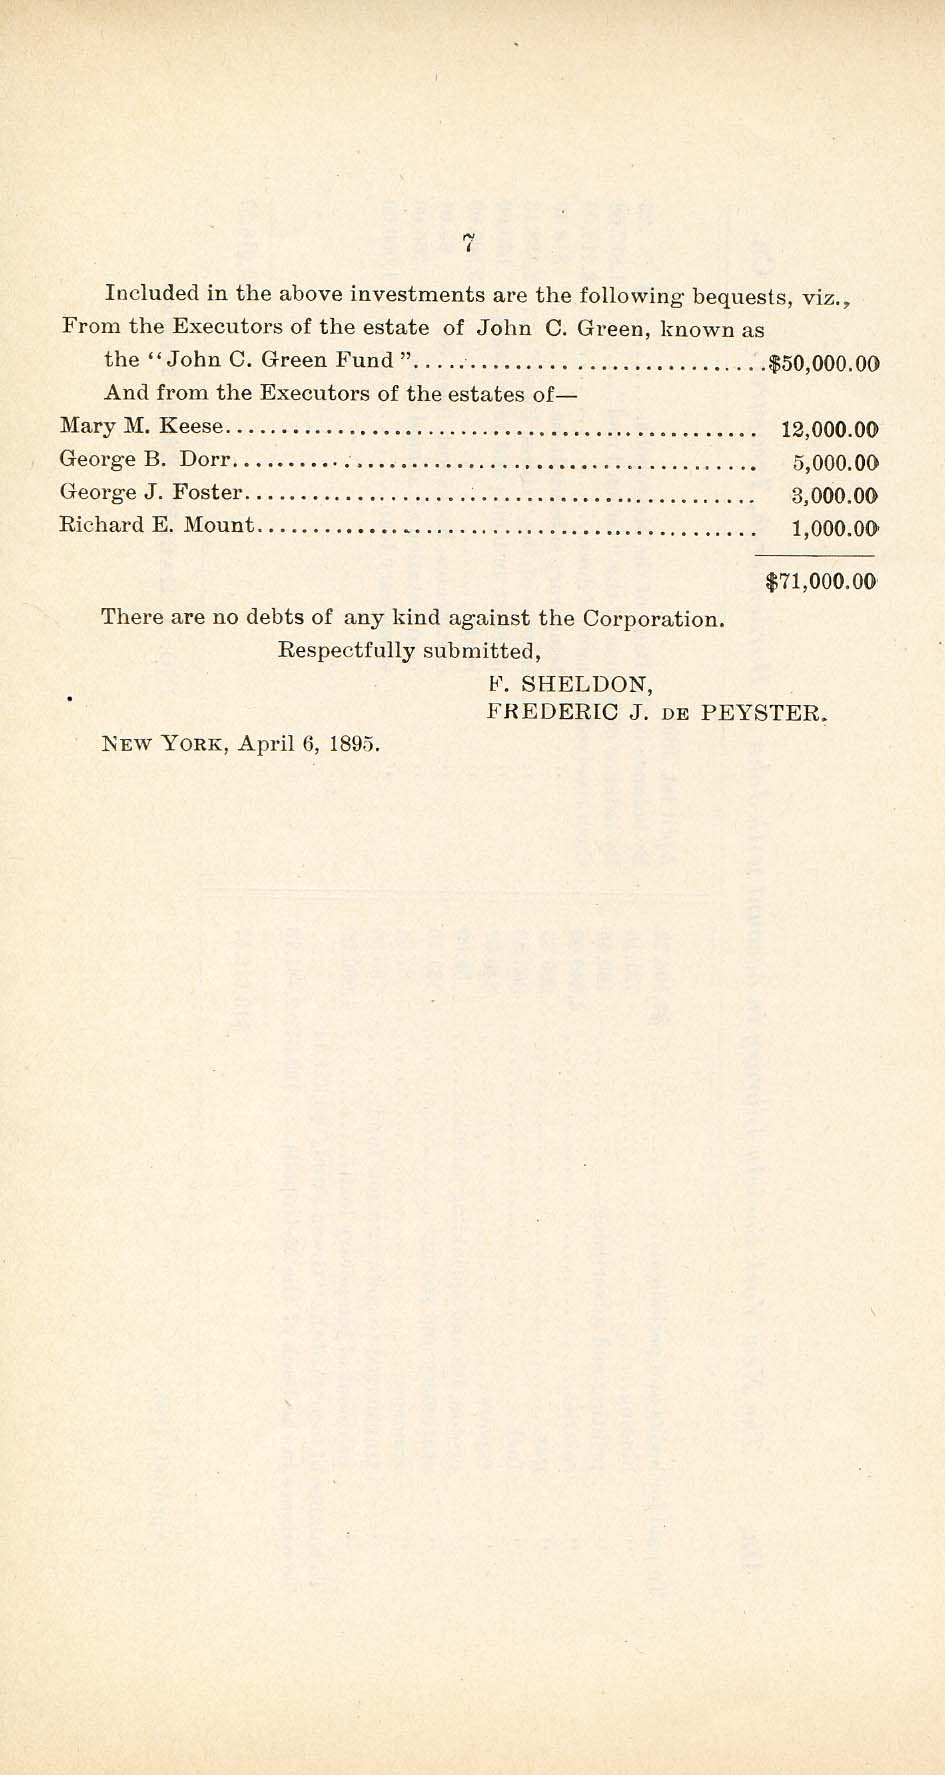 7
Included in the above investments are the following bequests, viz.,
From the Executors of the estate of John C. Green, known as
the "John C. Green Fund"..................................$50,000.00
And from the Executors of the estates of—
Mary M. Keese.................................................. 12,000.00
George B. Dorr................................................. 5,000.00
George J. Foster............................................... 3,000.00
Richard E. Mount.............................................. 1,000.00
$71,000.00
There are no debts of any kind against the Corporation.
Respectfully submitted,
F. SHELDON,
FREDERIC J. DE PEYSTER.
NEW YORK, April 6, 1895.